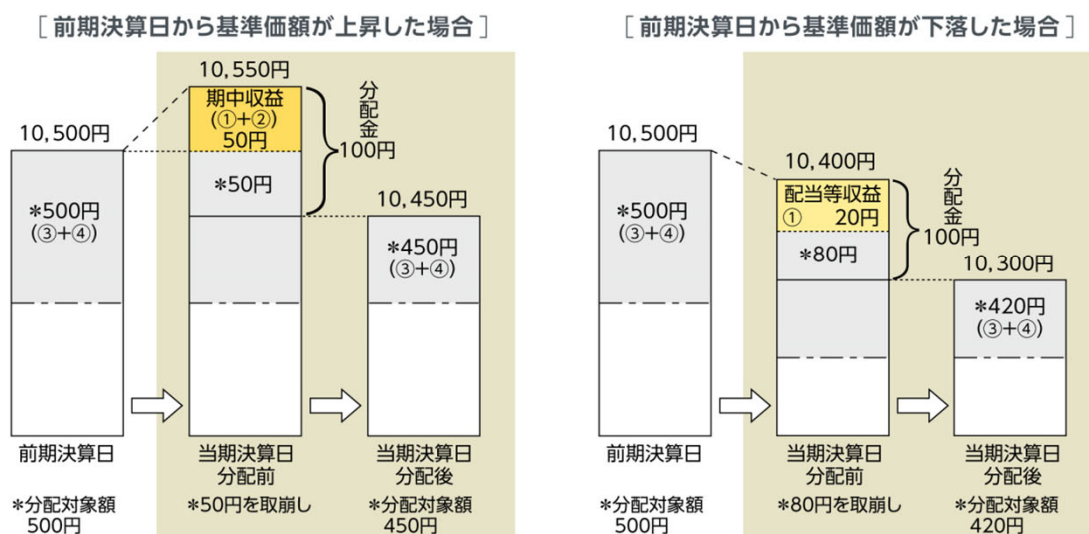 [前期決算日から基準価額が上昇した場合]
10,550円
期中収益
(①+②)
50円
分配金
100円
10,500円
*500円
(③+④)
*50円
10,450円
*450円
(③+④)
前期決算日
当期決算日
分配前
当期決算日
分配後
*分配対象額
500円
*50円を取崩し
*分配対象額
450円
[前期決算日から基準価額が下落した場合]
10,500円
*500円
(③+④)
10,400円
配当等収益
① 20円
分配金
100円
*80円
10,300円
*420円
(③+④)
前期決算日
当期決算日
分配前
当期決算日
分配後
*分配対象額
500円
*80円を取崩し
*分配対象額
420円